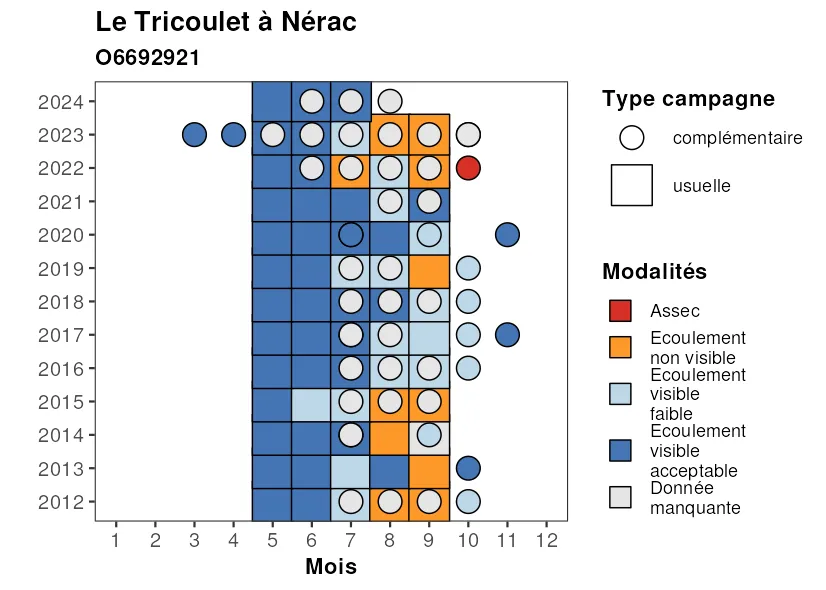 Le Tricoulet à Nérac
O6692921
2024
2023
2022
2021
2020
2019
2018
2017
2016
2015
2014
2013
2012
1 2 3 4 5 6 7 8 9 10 11 12
Mois
Type campagne
complémentaire
usuelle
Modalités
Assec
Ecoulement
non visible
Ecoulement
visible
faible
Ecoulement
visible
acceptable
Donnée
manquante